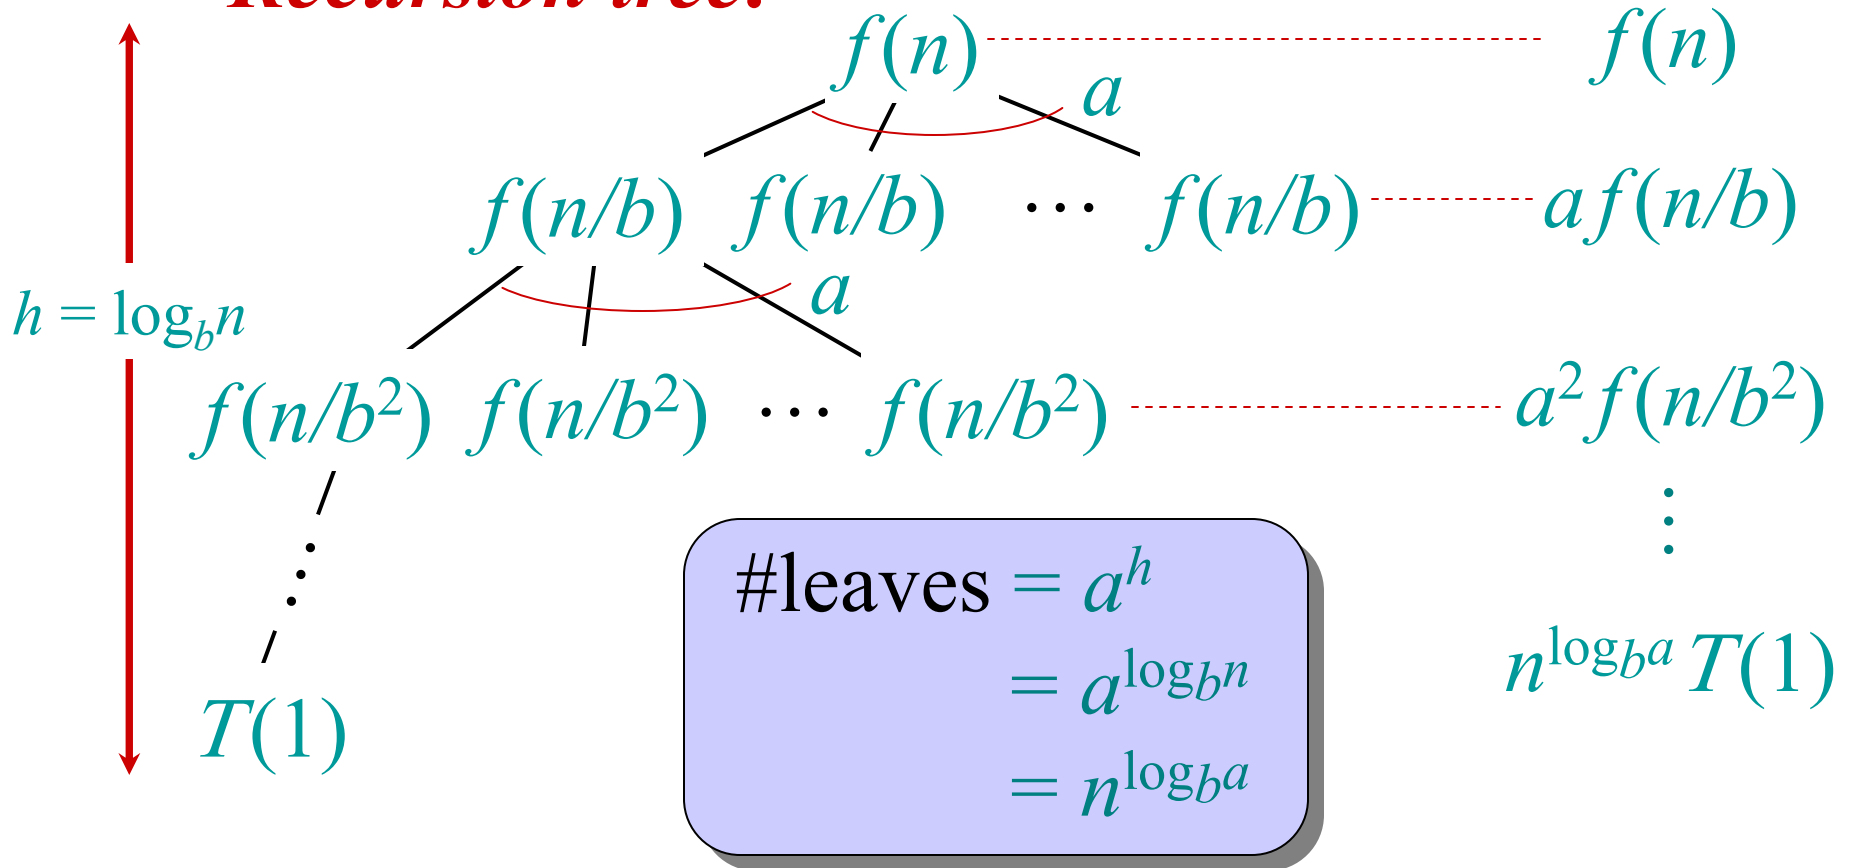 Recursion tree:
f(n) f(n)
a
f(n/b) f(n/b) ⋯ f(n/b) a f(n/b)
a
h = log_b n
f(n/b²) f(n/b²) ⋯ f(n/b²) a² f(n/b²)
#leaves = a^h
= a^{log_b n}
n^{log_b a} T(1)
T(1)
= n^{log_b a}